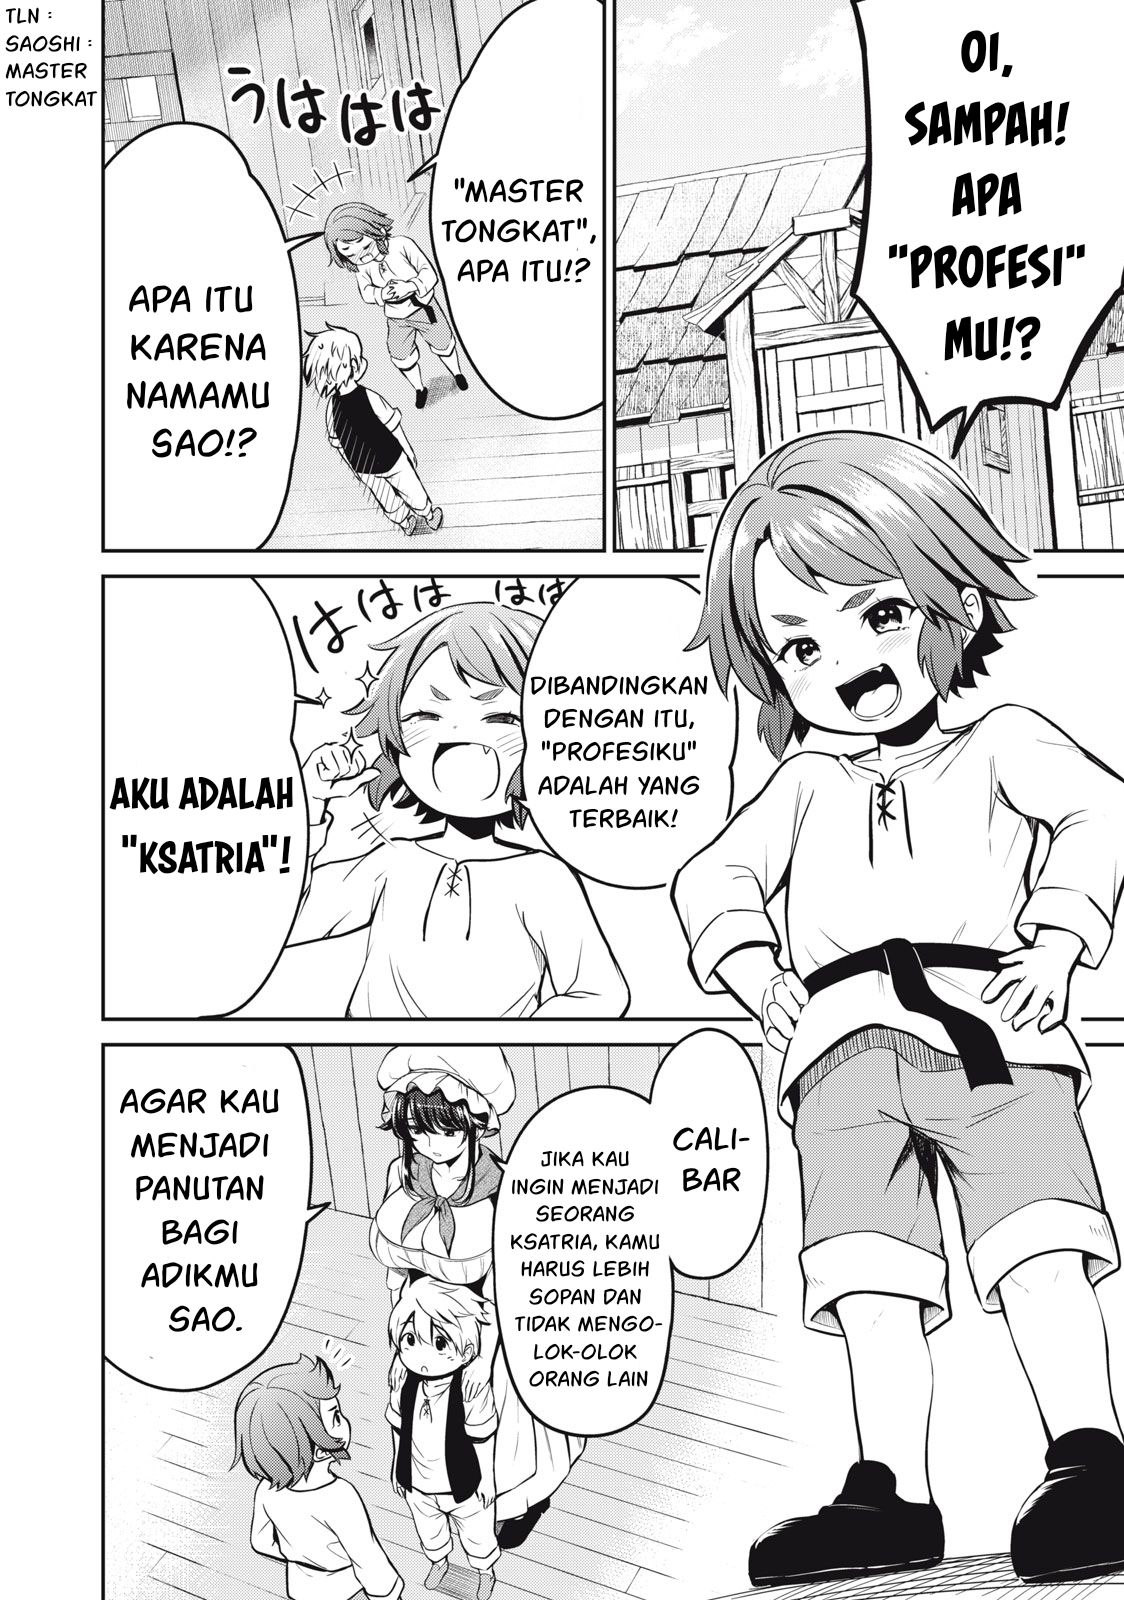 TLN :
SAOSHI :
MASTER
TONGKAT
OI,
SAMPAH!
APA
"PROFESI"
MU!?
"MASTER
TONGKAT",
APA ITU!?
うははは
APA ITU
KARENA
NAMAMU
SAO!?
DIBANDINGKAN
DENGAN ITU,
"PROFESIKU"
ADALAH YANG
TERBAIK!
はははははは
AKU ADALAH
"KSATRIA"!
CALI-
BAR
JIKA KAU
INGIN MENJADI
SEORANG
KSATRIA, KAMU
HARUS LEBIH
SOPAN DAN
TIDAK MENGO-
LOK-OLOK
ORANG LAIN
AGAR KAU
MENJADI
PANUTAN
BAGI
ADIKMU
SAO.